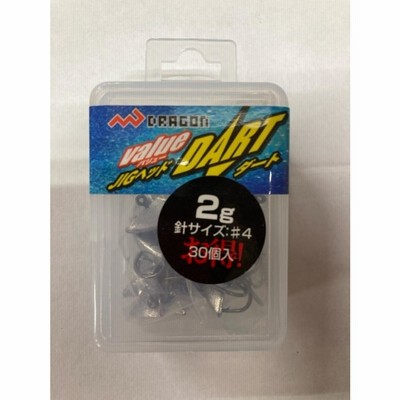 DRAGON
Value
バリュー
JIGヘッド DART
ダート
2g
針サイズ:#4
お得!
30個入